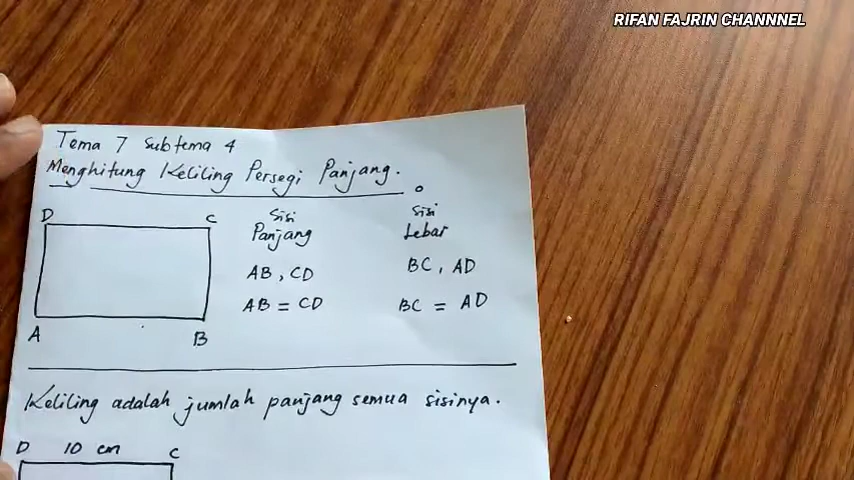 RIFAN FAJRIN CHANNNEL
Tema 7 Subtema 4
Menghitung Keliling Persegi Panjang.
D C
Sisi Panjang
Sisi Lebar
AB, CD
BC, AD
AB = CD
BC = AD
A B
Keliling adalah jumlah panjang semua sisinya.
D 10 cm C